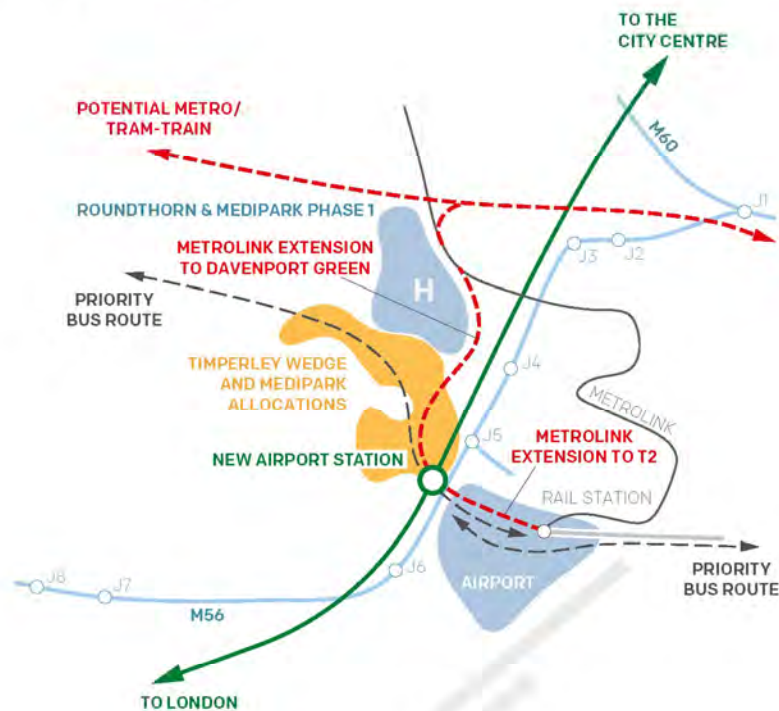 TO THE
CITY CENTRE
POTENTIAL METRO/
TRAM-TRAIN
M60
ROUNDTHORN & MEDIPARK PHASE 1
J1
METROLINK EXTENSION
TO DAVENPORT GREEN
J3
J2
H
PRIORITY
BUS ROUTE
TIMPERLEY WEDGE
AND MEDIPARK
ALLOCATIONS
J4
METROLINK
J5
METROLINK
EXTENSION TO T2
NEW AIRPORT STATION
RAIL STATION
J6
AIRPORT
PRIORITY
BUS ROUTE
J8
J7
M56
TO LONDON